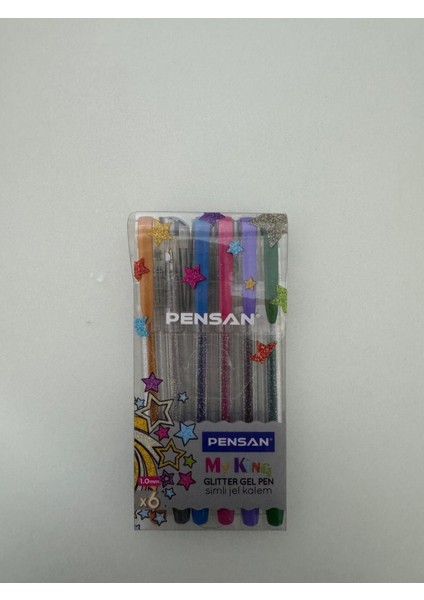 PENSAN
PENSAN
My King
GLITTER GEL PEN
simli jel kalem
1.0mm
x6